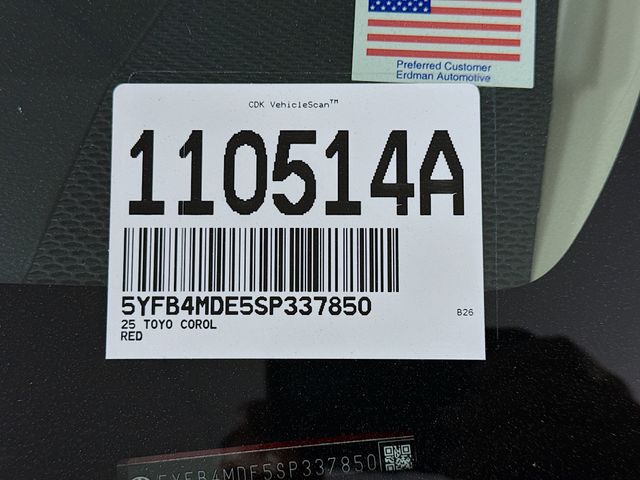 Preferred Customer
Erdman Automotive
CDK VehicleScan™
110514A
5YFB4MDE5SP337850
25 TOYO COROL
RED
B26
5YFB4MDE5SP337850